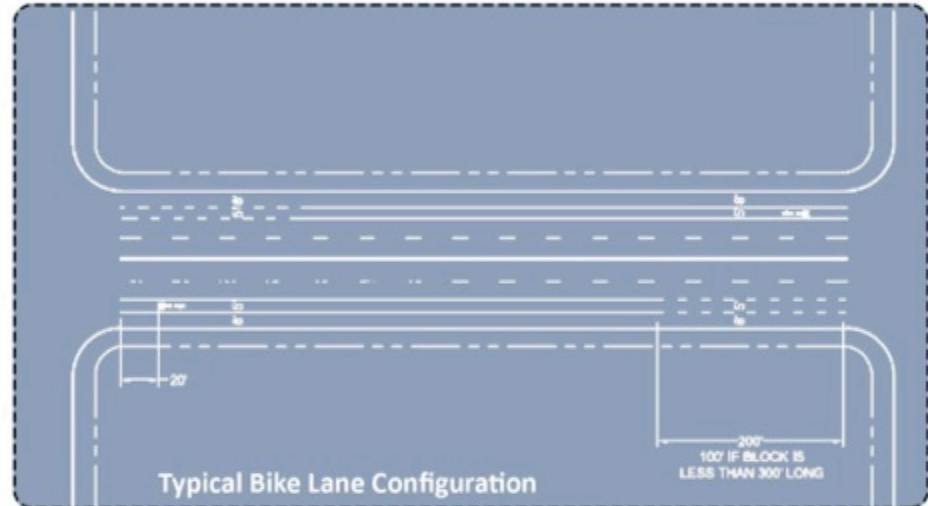 20'
200'
100' IF BLOCK IS
LESS THAN 300' LONG
Typical Bike Lane Configuration